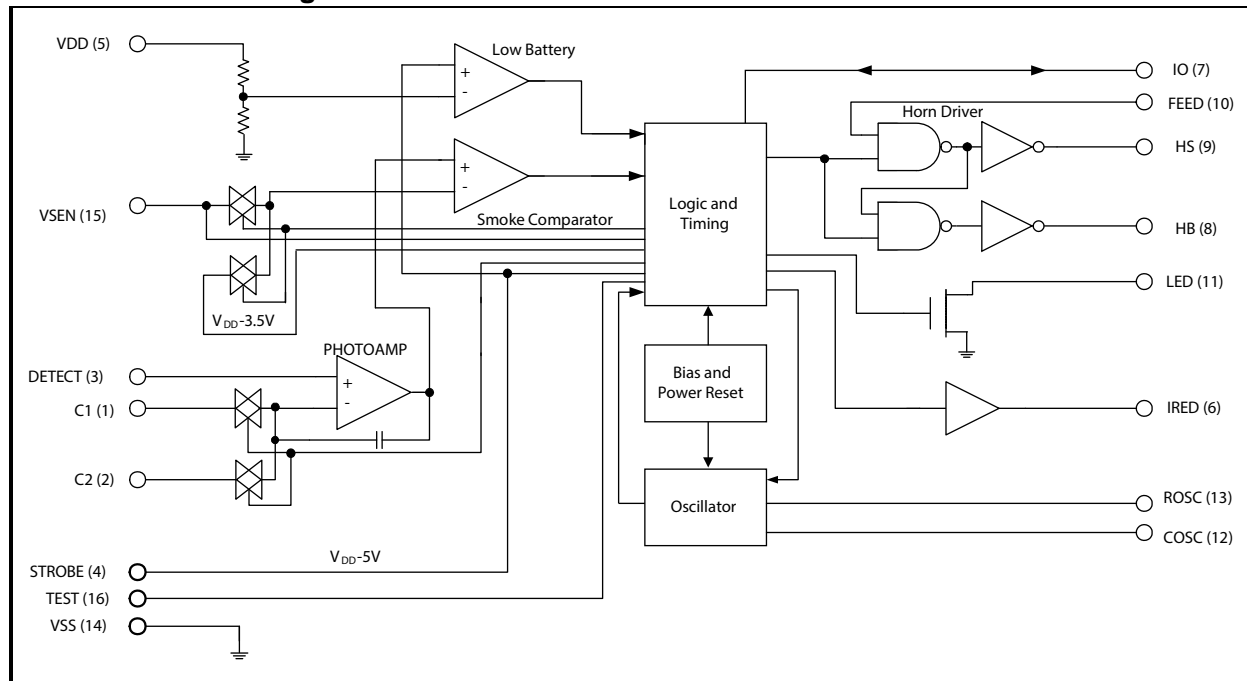 VDD (5)
Low Battery
+
-
IO (7)
FEED (10)
Horn Driver
HS (9)
+
-
VSEN (15)
Smoke Comparator
Logic and
Timing
HB (8)
LED (11)
VDD-3.5V
PHOTOAMP
DETECT (3)
+
-
C1 (1)
Bias and
Power Reset
IRED (6)
C2 (2)
Oscillator
ROSC (13)
COSC (12)
VDD-5V
STROBE (4)
TEST (16)
VSS (14)